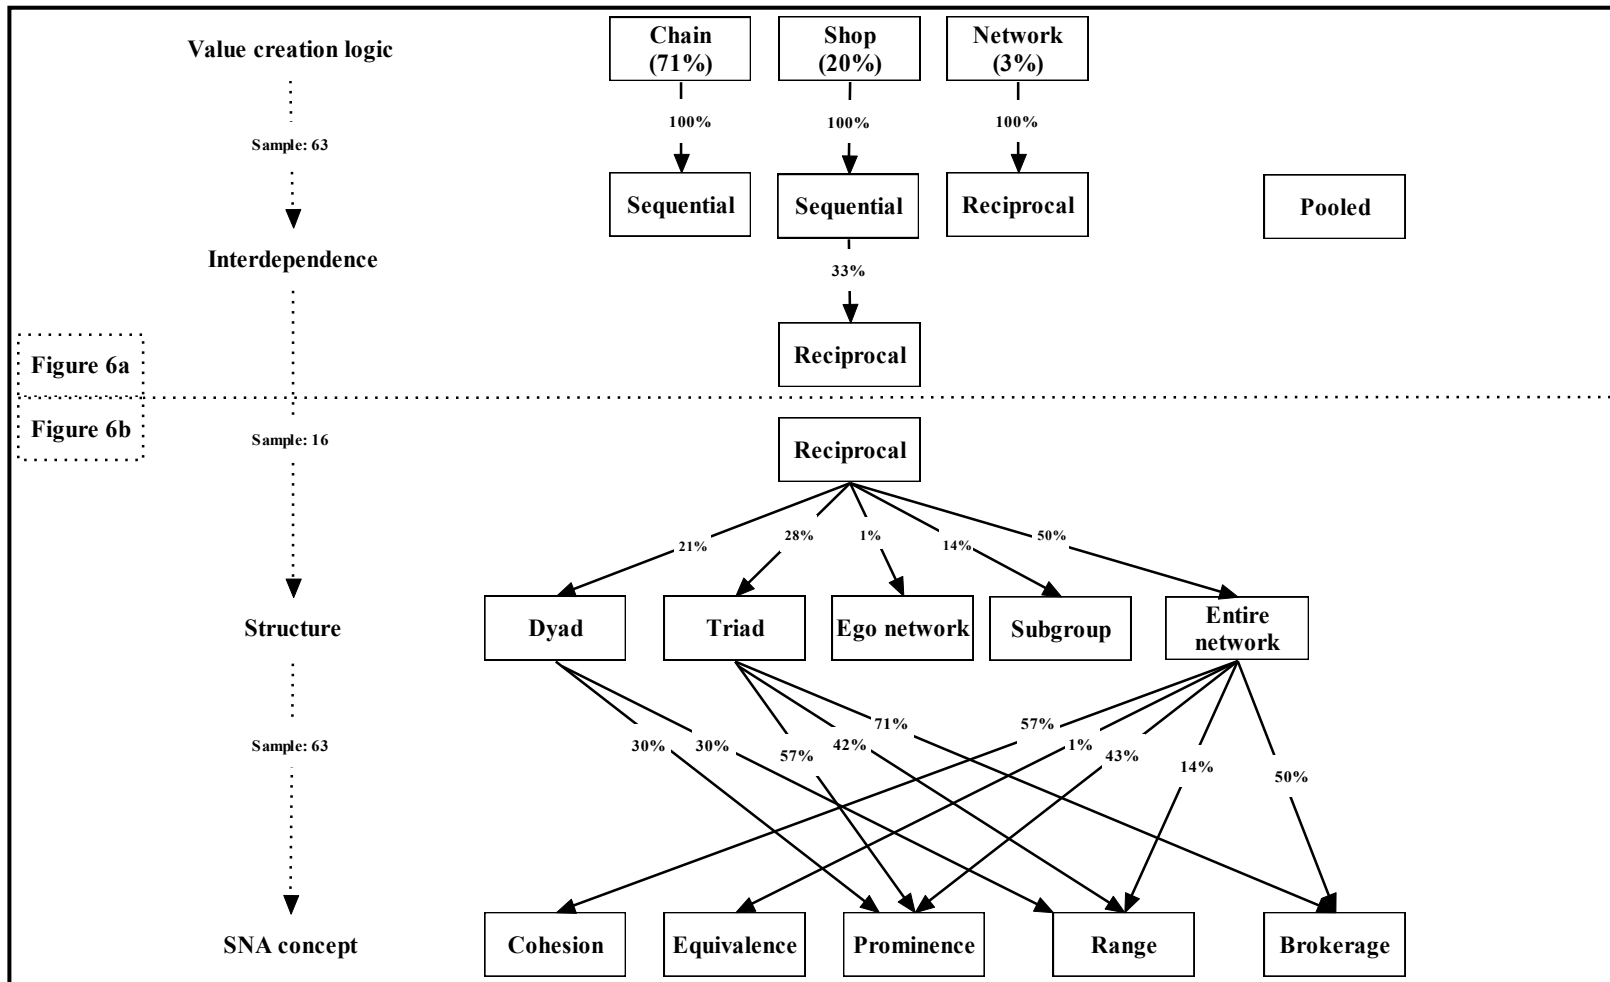 Value creation logic
Chain
(71%)
Shop
(20%)
Network
(3%)
100%
100%
100%
Sample: 63
Sequential
Sequential
Reciprocal
Pooled
Interdependence
33%
Reciprocal
Figure 6a
Figure 6b
Sample: 16
Reciprocal
21%
28%
1%
14%
50%
Structure
Dyad
Triad
Ego network
Subgroup
Entire
network
71%
57%
30%
30%
57%
42%
1%
43%
14%
50%
Sample: 63
SNA concept
Cohesion
Equivalence
Prominence
Range
Brokerage